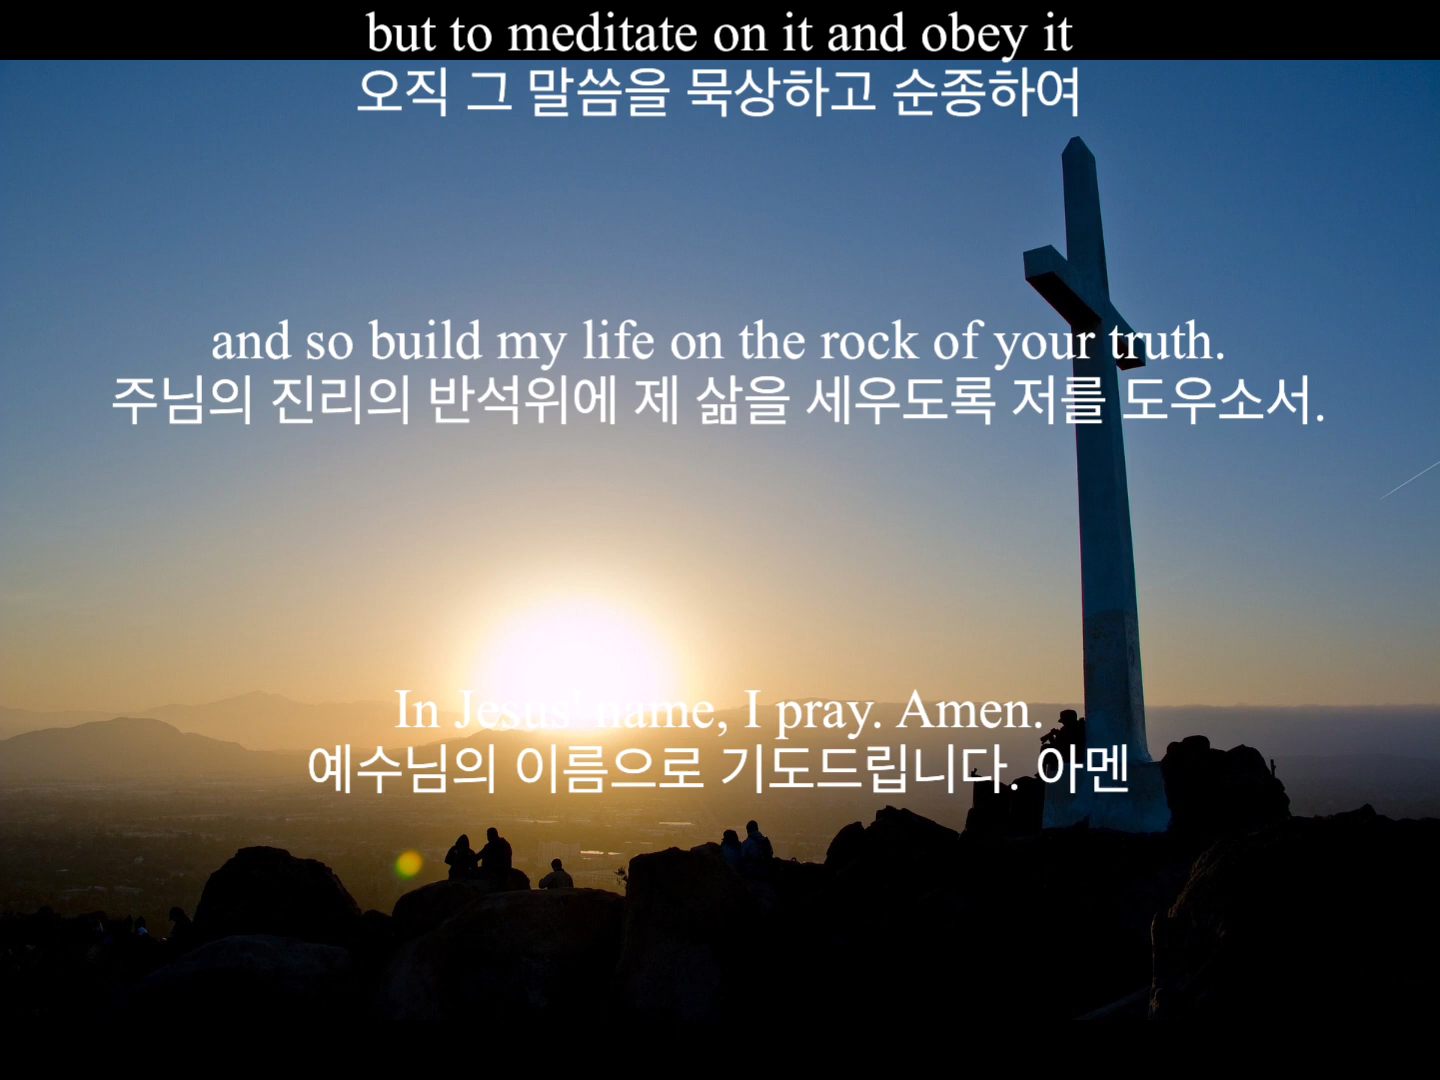 but to meditate on it and obey it
오직 그 말씀을 묵상하고 순종하여
and so build my life on the rock of your truth.
주님의 진리의 반석위에 제 삶을 세우도록 저를 도우소서.
In Jesus' name, I pray. Amen.
예수님의 이름으로 기도드립니다. 아멘